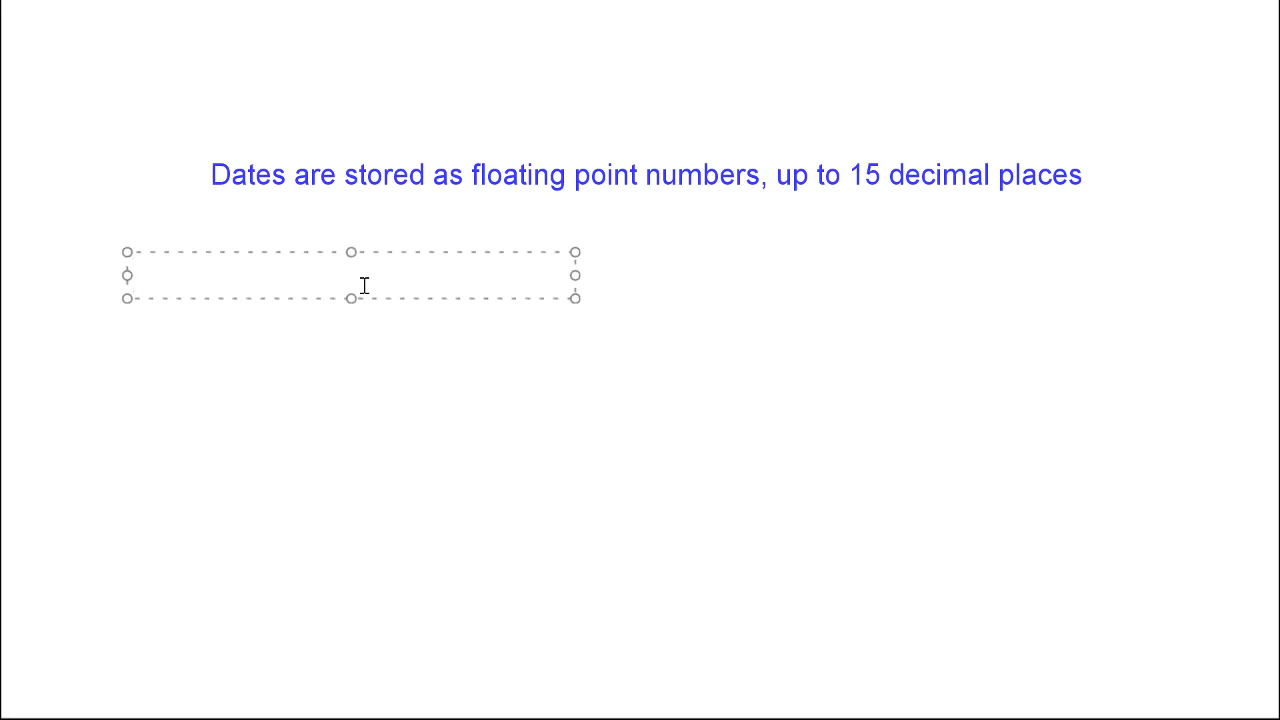 Dates are stored as floating point numbers, up to 15 decimal places